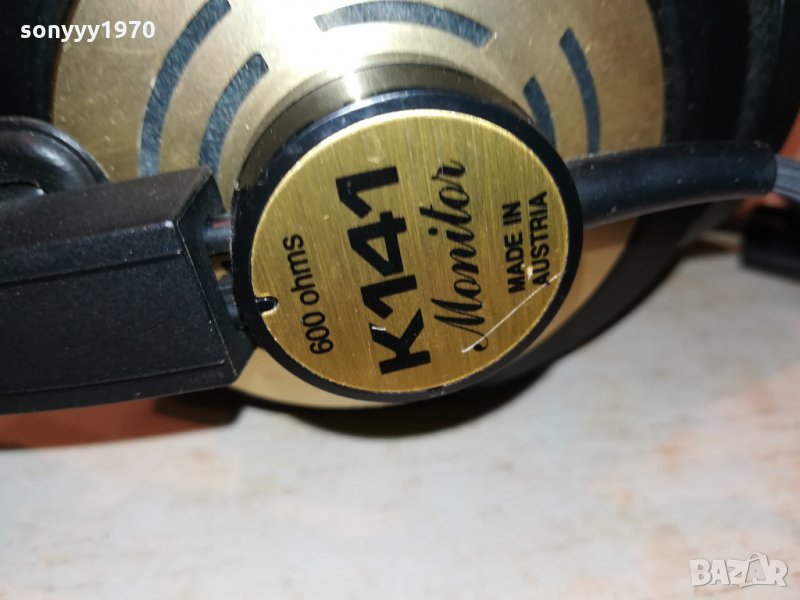 sonyyy1970
600 ohms
K141
Monitor
MADE IN
AUSTRIA
BAZAR